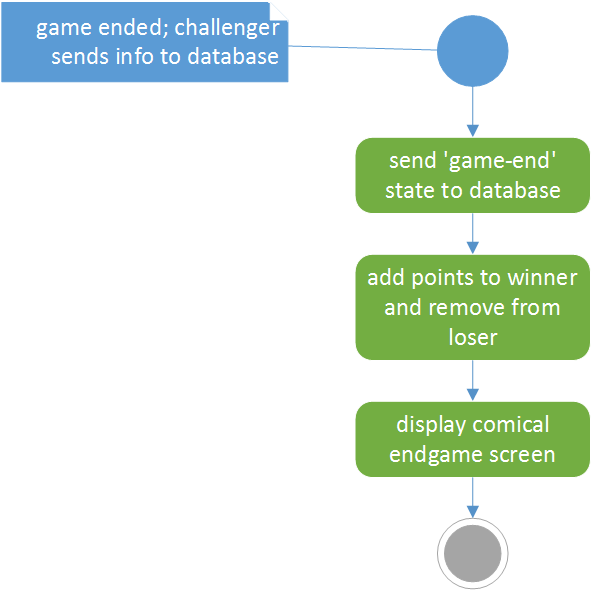 game ended; challenger
sends info to database
send 'game-end'
state to database
add points to winner
and remove from
loser
display comical
endgame screen